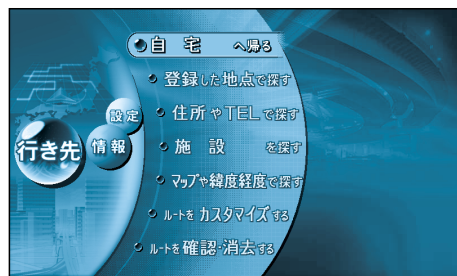 自宅へ帰る
登録した地点で探す
設定
住所やTELで探す
行き先
情報
施設を探す
マップや緯度経度で探す
ルートをカスタマイズする
ルートを確認・消去する